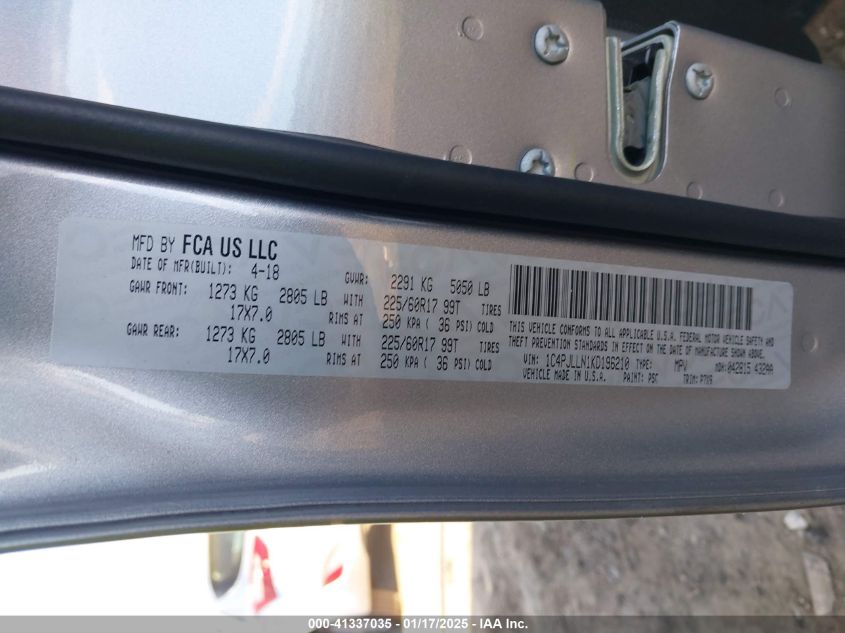 MFD BY FCA US LLC
DATE OF MFR(BUILT): 4-18 GVWR: 2291 KG 5050 LB
GAWR FRONT: 1273 KG 2805 LB WITH 225/60R17 99T TIRES
17X7.0 RIMS AT 250 KPA ( 36 PSI) COLD
GAWR REAR: 1273 KG 2805 LB WITH 225/60R17 99T TIRES
17X7.0 RIMS AT 250 KPA ( 36 PSI) COLD
THIS VEHICLE CONFORMS TO ALL APPLICABLE U.S.A. FEDERAL MOTOR VEHICLE SAFETY AND
THEFT PREVENTION STANDARDS IN EFFECT ON THE DATE OF MANUFACTURE SHOWN ABOVE.
VIN: 1C4PJLLN1KD196210 TYPE: MPV MDH: 042815 432AA
VEHICLE MADE IN U.S.A. PAINT: PSC TRIM: P7X9
000-41337035 - 01/17/2025 - IAA Inc.